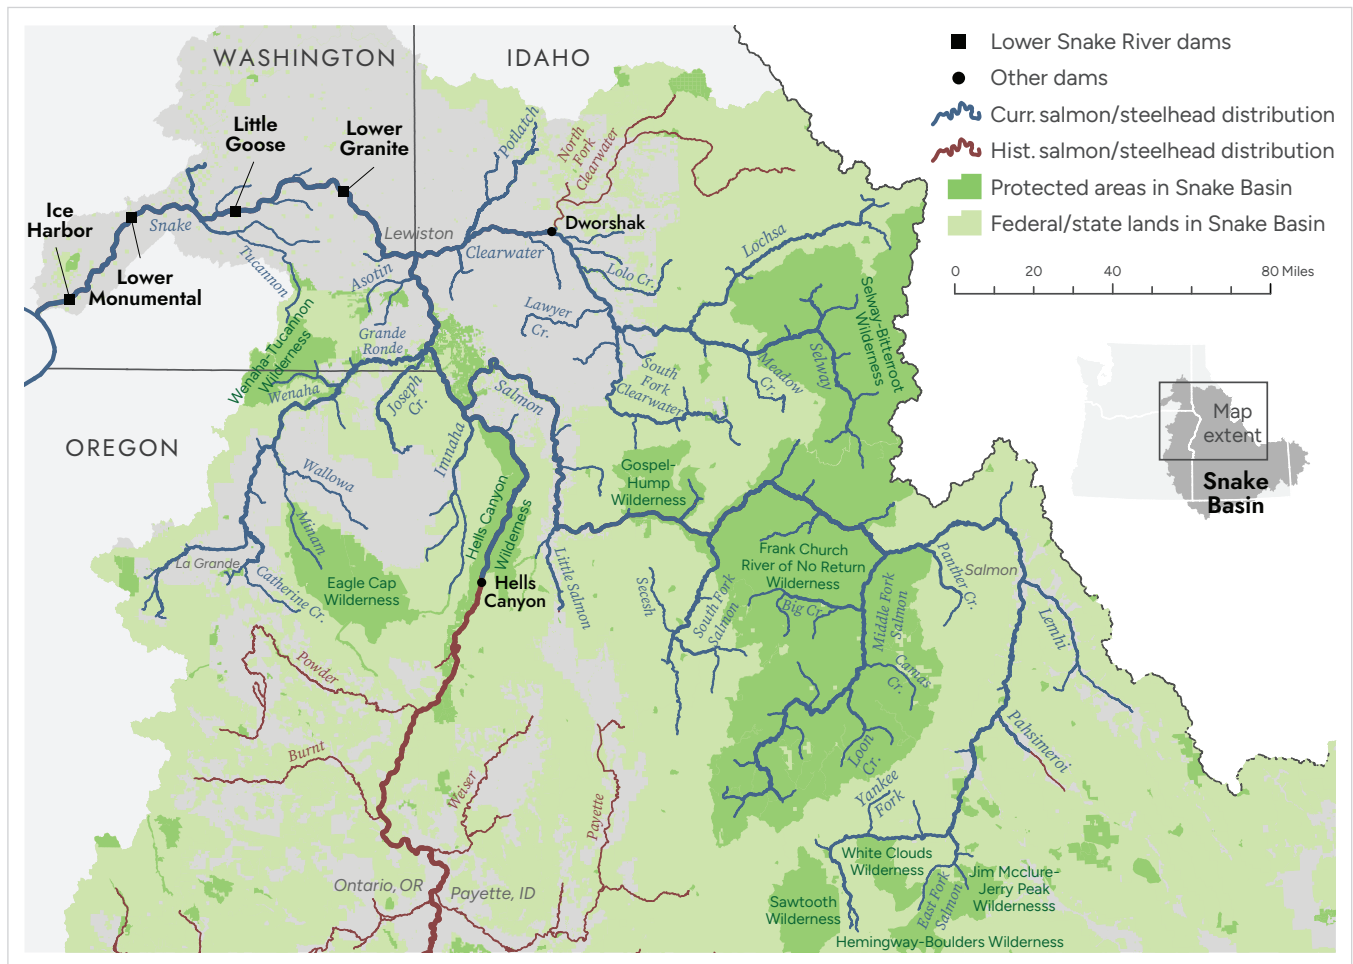 WASHINGTON
IDAHO
OREGON
Lower Snake River dams
Other dams
Curr. salmon/steelhead distribution
Hist. salmon/steelhead distribution
Protected areas in Snake Basin
Federal/state lands in Snake Basin
0 20 40 80 Miles
Map
extent
Snake
Basin
Little
Goose
Lower
Granite
Ice
Harbor
Lower
Monumental
Snake
Tucannon
Asotin
Lewiston
Clearwater
Potlatch
North
Fork
Clearwater
Dworshak
Lolo Cr.
Lochsa
Lawyer
Cr.
Grande
Ronde
Wenaha-Tucannon
Wilderness
Wenaha
Joseph
Cr.
Salmon
South
Fork
Clearwater
Meadow
Cr.
Selway
Selway-Bitterroot
Wilderness
Imnaha
Wallowa
Minam
Gospel-
Hump
Wilderness
Hells Canyon
Wilderness
La Grande
Catherine Cr.
Eagle Cap
Wilderness
Hells
Canyon
Little Salmon
Secesh
South Fork
Salmon
Frank Church
River of No Return
Wilderness
Big Cr.
Middle Fork
Salmon
Camas
Cr.
Panther Cr.
Salmon
Lemhi
Pahsimeroi
Loon
Cr.
Yankee
Fork
Powder
Burnt
Weiser
Payette
Ontario, OR
Payette, ID
White Clouds
Wilderness
Sawtooth
Wilderness
East Fork
Salmon
Jim Mcclure-
Jerry Peak
Wildernesss
Hemingway-Boulders Wilderness